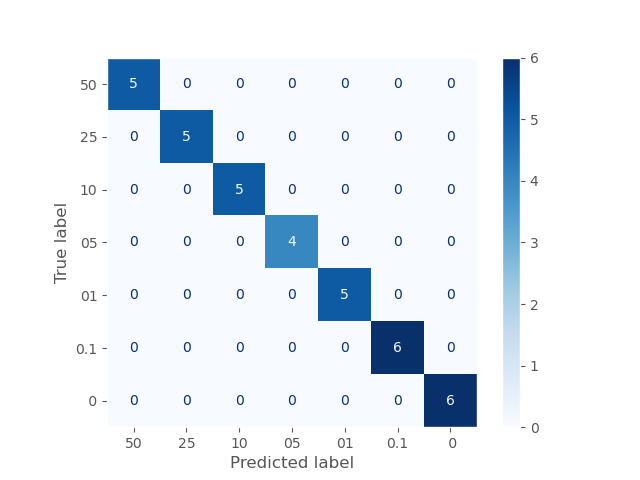 50 5 0 0 0 0 0 0
25 0 5 0 0 0 0 0
10 0 0 5 0 0 0 0
05 0 0 0 4 0 0 0
01 0 0 0 0 5 0 0
0.1 0 0 0 0 0 6 0
0 0 0 0 0 0 0 6
50 25 10 05 01 0.1 0
Predicted label
True label
6
5
4
3
2
1
0